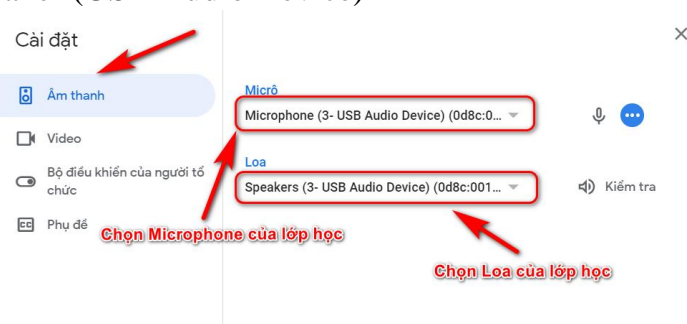 Cài đặt
Âm thanh
Video
Bộ điều khiển của người tổ
chức
Phụ đề
Micrô
Microphone (3- USB Audio Device) (0d8c:0...
Loa
Speakers (3- USB Audio Device) (0d8c:001...
Kiểm tra
Chọn Microphone của lớp học
Chọn Loa của lớp học